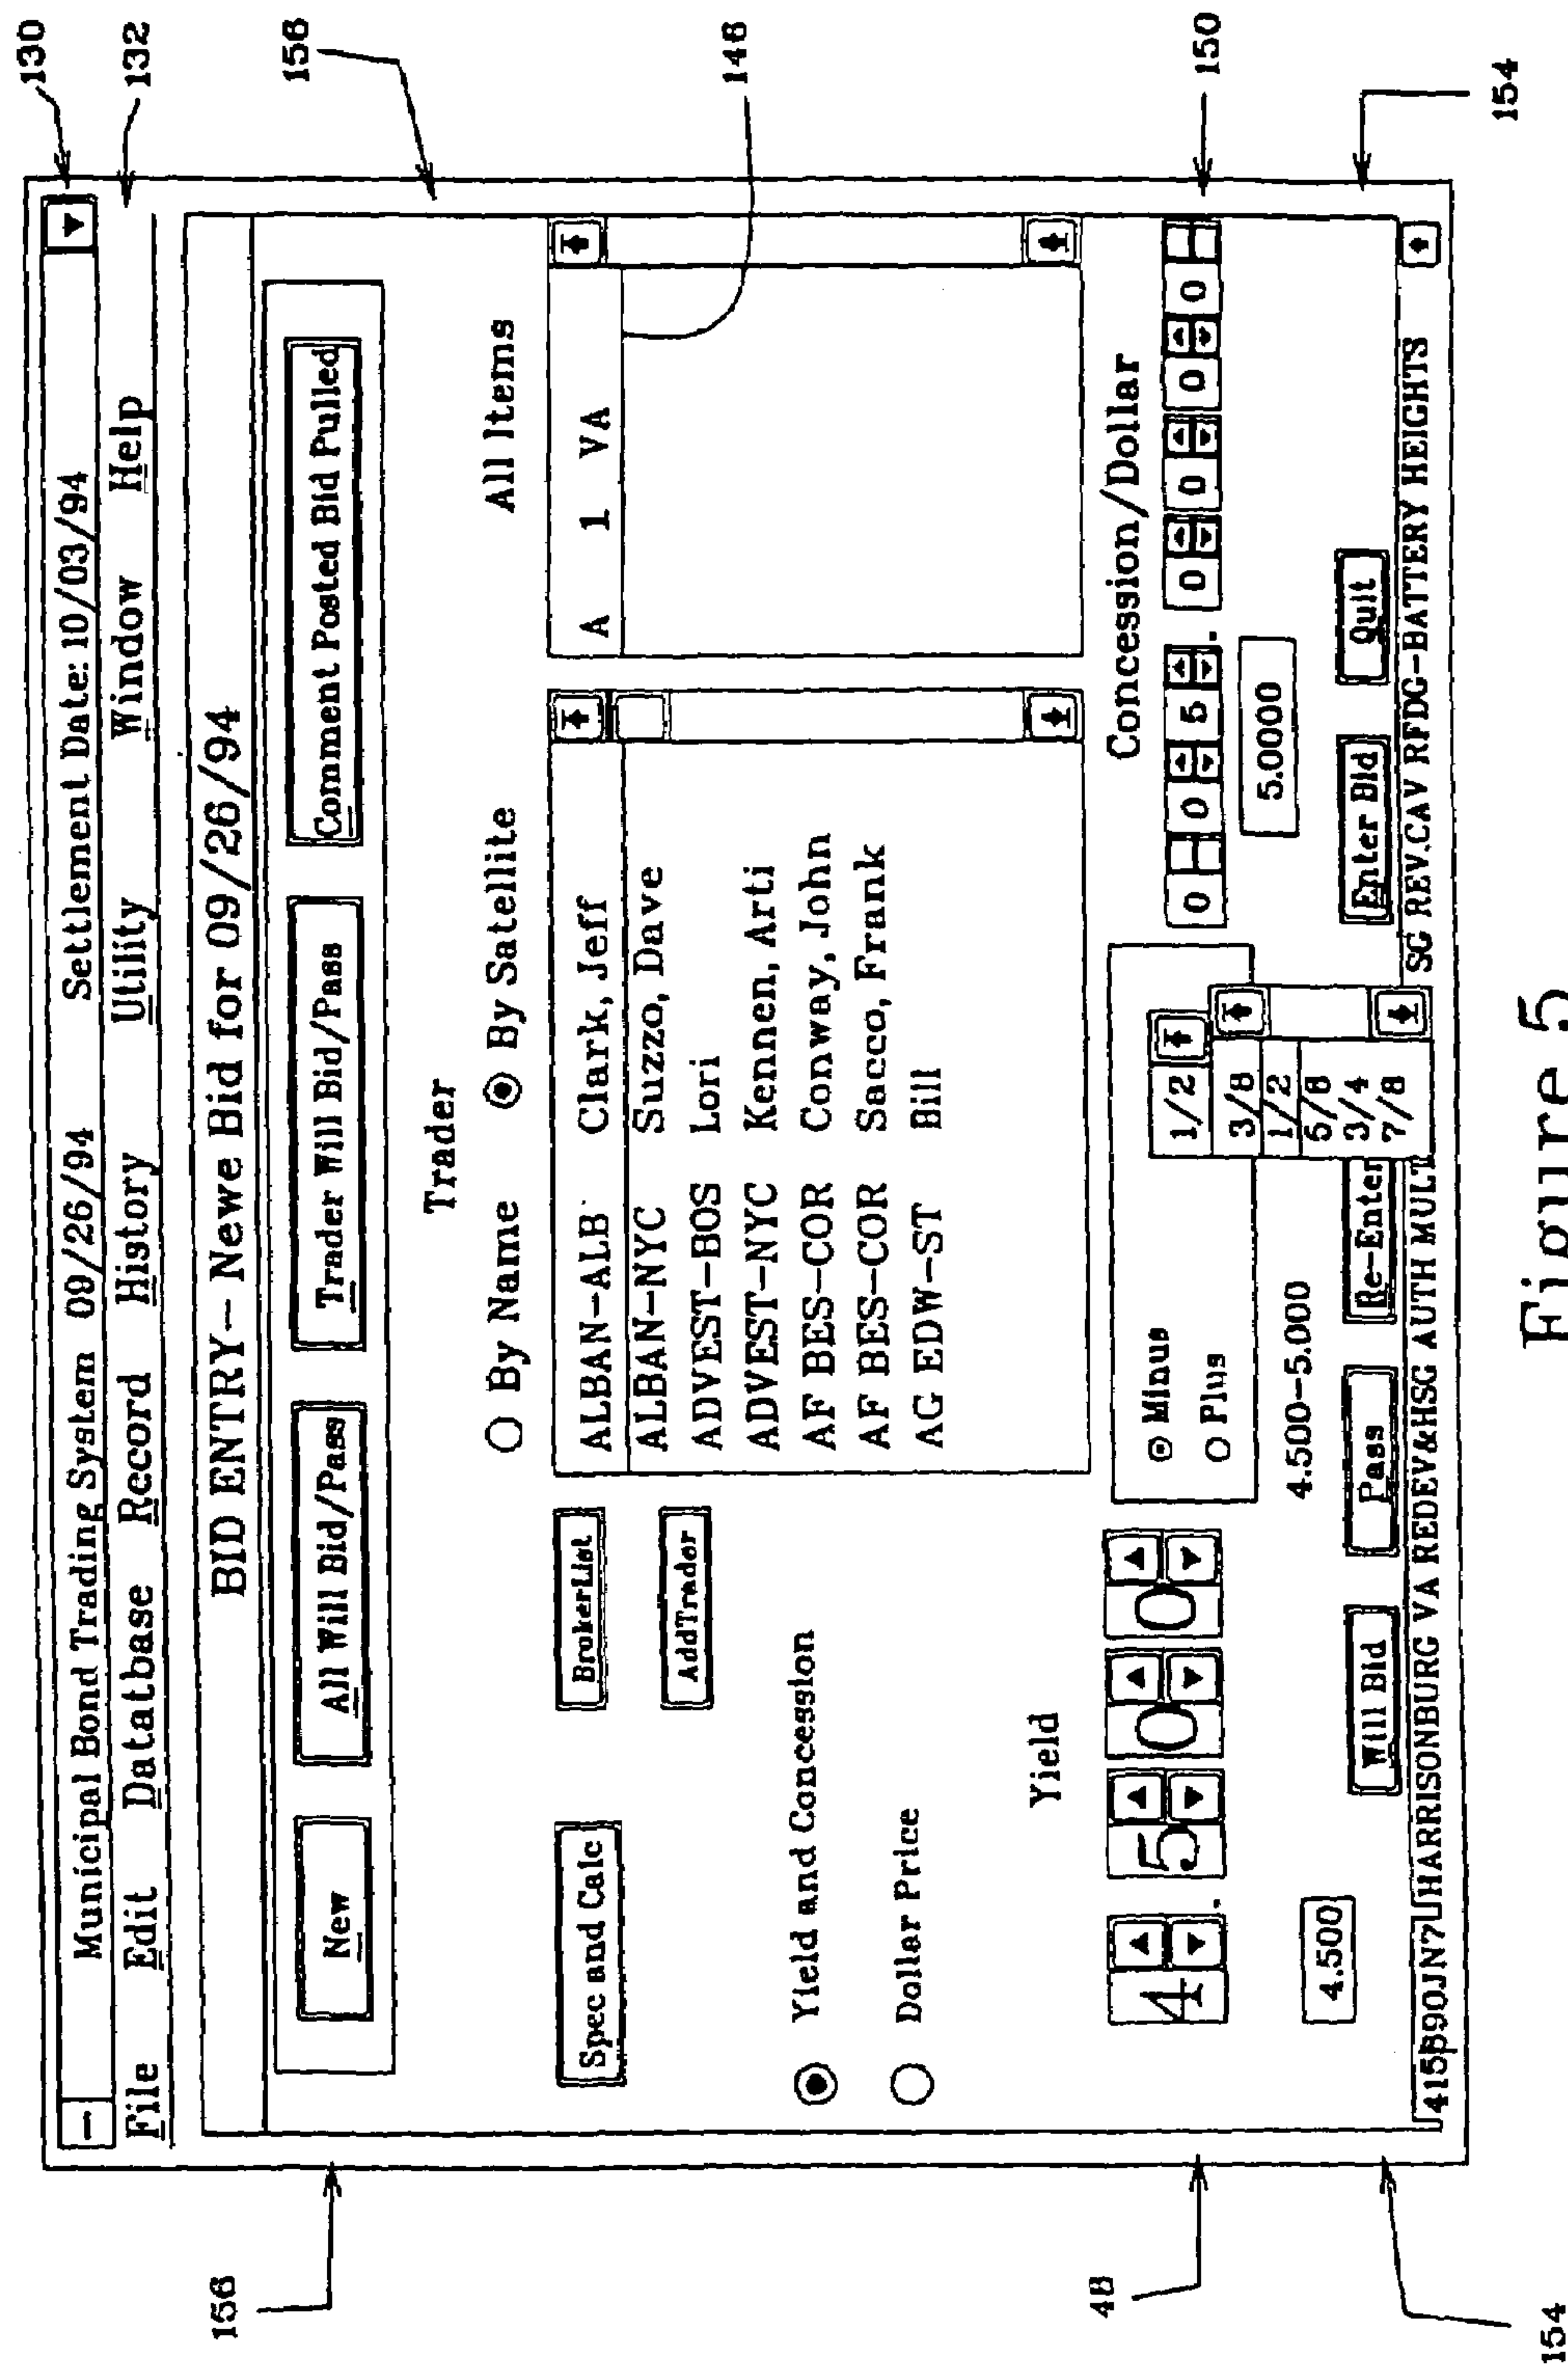 130
132
Municipal Bond Trading System 09/26/94 Settlement Date: 10/03/94
File Edit Datatbase Record History Utility Window Help
BID ENTRY-- Newe Bid for 09/26/94
156
158
New All Will Bid/Pass Trader Will Bid/Pass Comment Posted Bid Pulled
Trader
By Name By Satellite All Items
Spec and Calc BrokerList
AddTrader
ALBAN-ALB Clark, Jeff
ALBAN-NYC Suzzo, Dave
ADVEST-BOS Lori
ADVEST-NYC Kennen, Arti
AF BES-COR Conway, John
AF BES-COR Sacco, Frank
AG EDW-ST Bill
A 1 VA
146
Yield and Concession
Dollar Price
Yield
Concession/Dollar
48
4.500
Minus
Plus
1/2
3/8
1/2
5/8
3/4
7/8
005.0000
150
4.500
4.500-5.000
5.0000
Will Bid Pass Re-Enter Enter Bid Quit
415B90JN7 HARRISONBURG VA REDEV&HSG AUTH MULT SG REV.CAV RFDG-BATTERY HEIGHTS
154
154
Figure 5